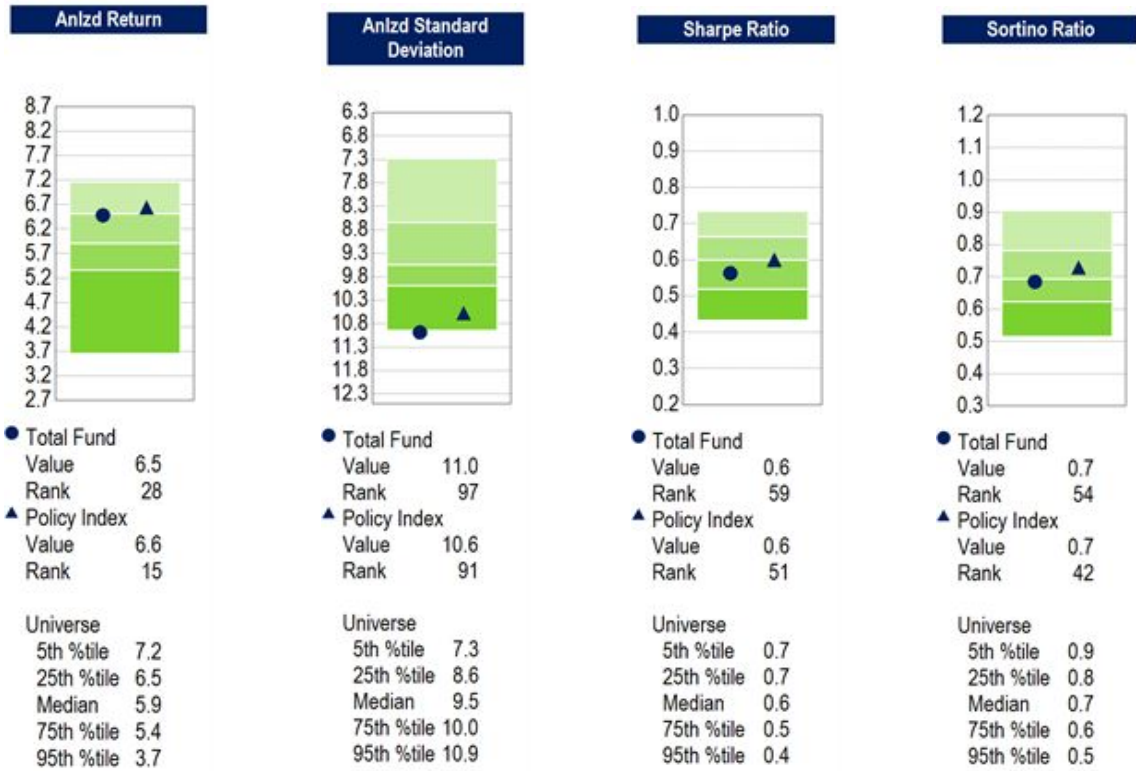 Anlzd Return
8.7
8.2
7.7
7.2
6.7
6.2
5.7
5.2
4.7
4.2
3.7
3.2
2.7
Total Fund
Value 6.5
Rank 28
Policy Index
Value 6.6
Rank 15
Universe
5th %tile 7.2
25th %tile 6.5
Median 5.9
75th %tile 5.4
95th %tile 3.7
Anlzd Standard
Deviation
6.3
6.8
7.3
7.8
8.3
8.8
9.3
9.8
10.3
10.8
11.3
11.8
12.3
Total Fund
Value 11.0
Rank 97
Policy Index
Value 10.6
Rank 91
Universe
5th %tile 7.3
25th %tile 8.6
Median 9.5
75th %tile 10.0
95th %tile 10.9
Sharpe Ratio
1.0
0.9
0.8
0.7
0.6
0.5
0.4
0.3
0.2
Total Fund
Value 0.6
Rank 59
Policy Index
Value 0.6
Rank 51
Universe
5th %tile 0.7
25th %tile 0.7
Median 0.6
75th %tile 0.5
95th %tile 0.4
Sortino Ratio
1.2
1.1
1.0
0.9
0.8
0.7
0.6
0.5
0.4
0.3
Total Fund
Value 0.7
Rank 54
Policy Index
Value 0.7
Rank 42
Universe
5th %tile 0.9
25th %tile 0.8
Median 0.7
75th %tile 0.6
95th %tile 0.5